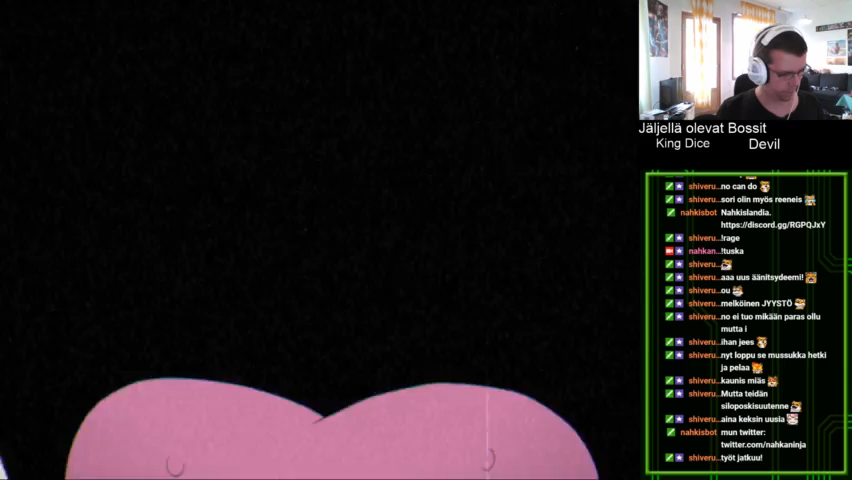 Jäljellä olevat Bossit
King Dice Devil
shiveru... no can do
shiveru... sori olin myös reeneis
nahkisbot Nahkislandia.
https://discord.gg/RGPQJxY
shiveru... !rage
nahkan... !tuska
shiveru...
shiveru... aaa uus äänitsydeemi!
shiveru... ou
shiveru... melköinen JYYSTÖ
shiveru... no ei tuo mikään paras ollu
mutta i
shiveru... ihan jees
shiveru... nyt loppu se mussukka hetki
ja pelaa
shiveru... kaunis miäs
shiveru... Mutta teidän
siloposkisuutenne
shiveru... aina keksin uusia
nahkisbot mun twitter:
twitter.com/nahkaninja
shiveru... työt jatkuu!